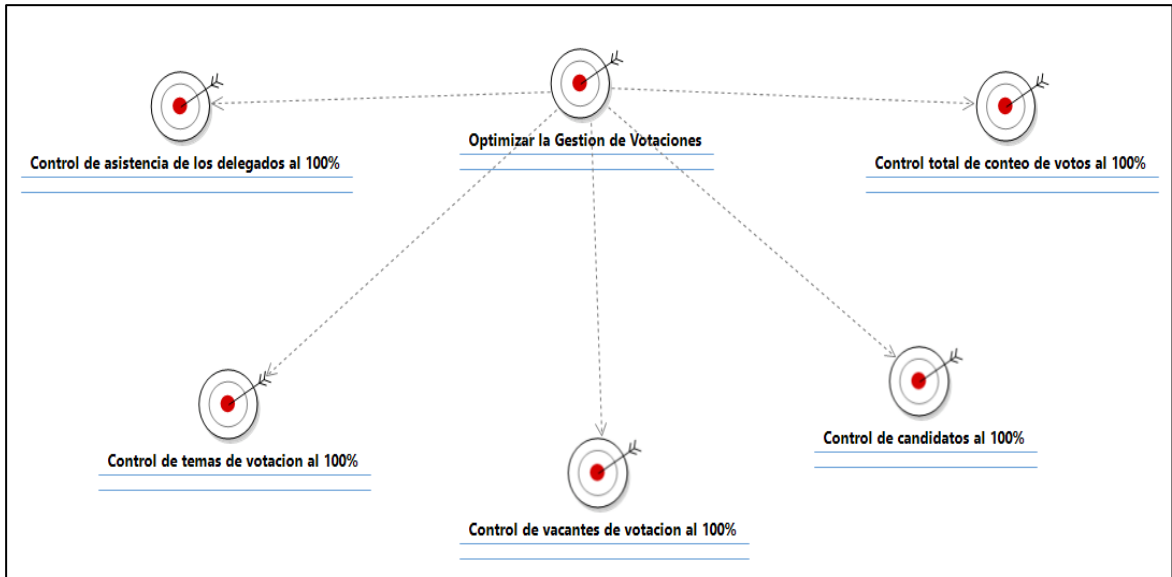 Optimizar la Gestion de Votaciones
Control de asistencia de los delegados al 100%
Control total de conteo de votos al 100%
Control de temas de votacion al 100%
Control de vacantes de votacion al 100%
Control de candidatos al 100%